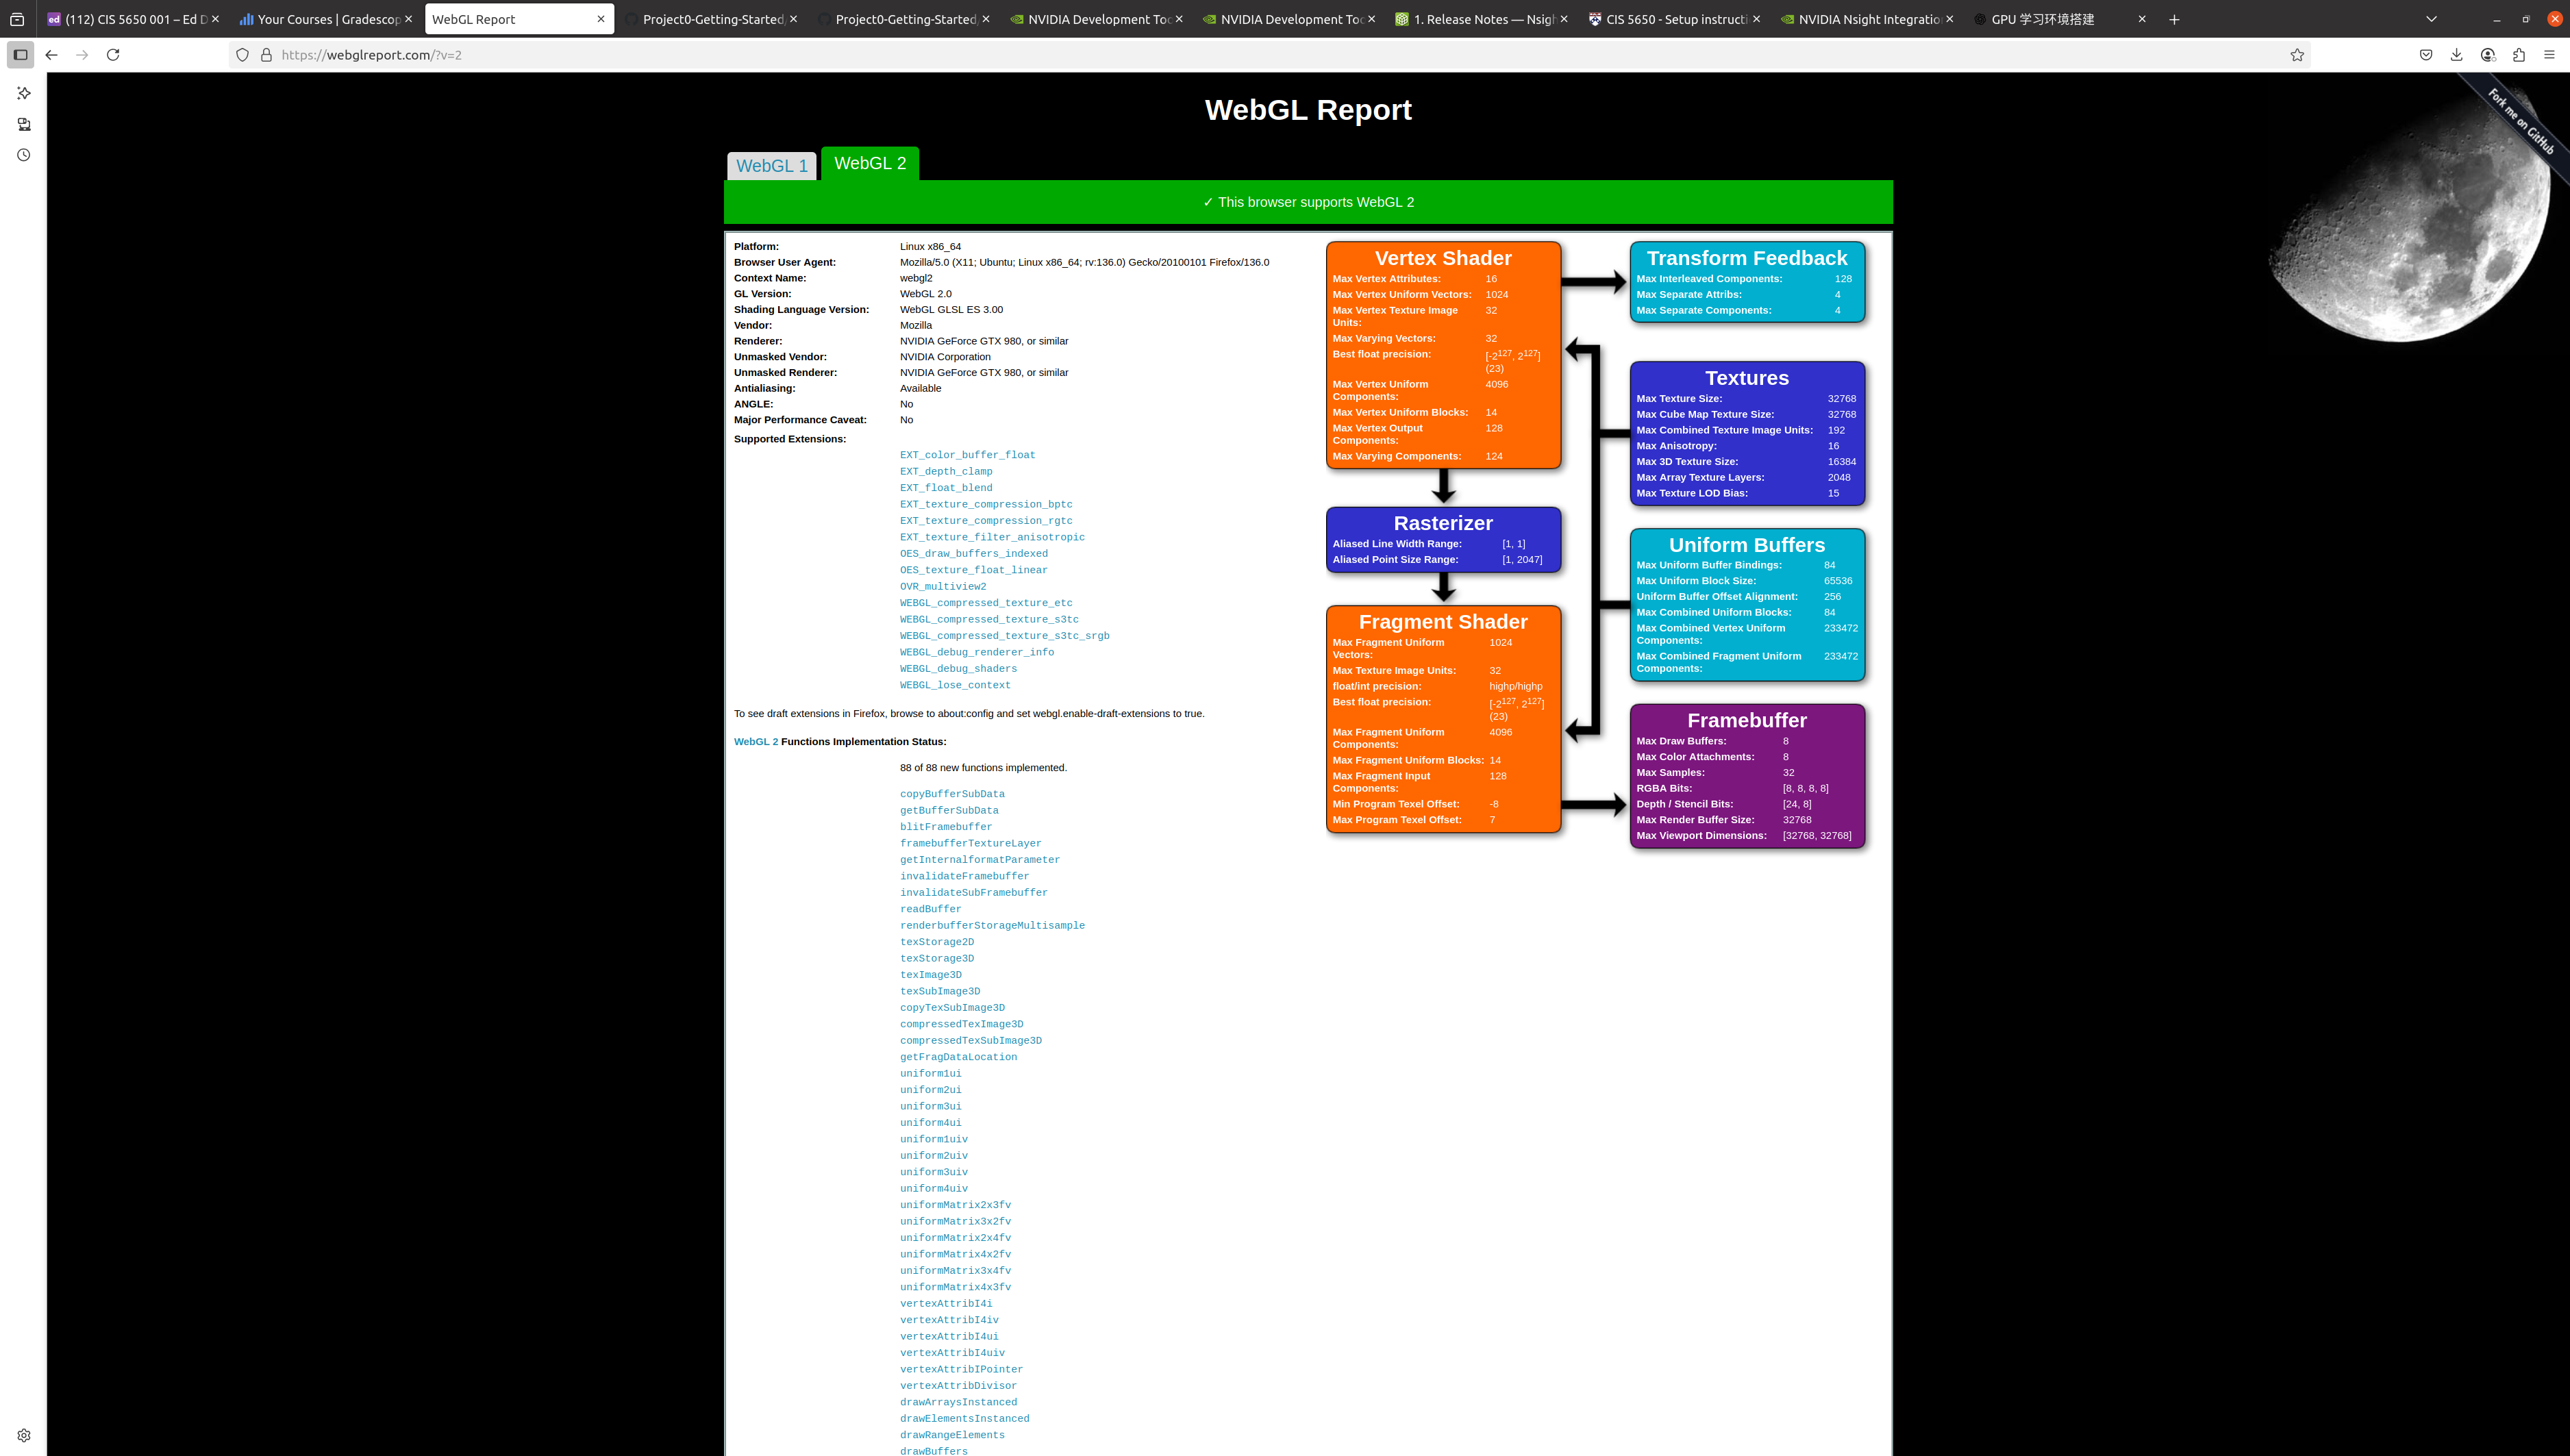 (112) CIS 5650 001 – Ed D
Your Courses | Gradescop
WebGL Report
Project0-Getting-Started
Project0-Getting-Started
NVIDIA Development Too
NVIDIA Development Too
1. Release Notes — Nsigh
CIS 5650 - Setup instructi
NVIDIA Nsight Integratio
GPU 学习环境搭建
https://webglreport.com/?v=2
Fork me on GitHub
WebGL Report
WebGL 1
WebGL 2
✓ This browser supports WebGL 2
Platform: Linux x86_64
Browser User Agent: Mozilla/5.0 (X11; Ubuntu; Linux x86_64; rv:136.0) Gecko/20100101 Firefox/136.0
Context Name: webgl2
GL Version: WebGL 2.0
Shading Language Version: WebGL GLSL ES 3.00
Vendor: Mozilla
Renderer: NVIDIA GeForce GTX 980, or similar
Unmasked Vendor: NVIDIA Corporation
Unmasked Renderer: NVIDIA GeForce GTX 980, or similar
Antialiasing: Available
ANGLE: No
Major Performance Caveat: No
Supported Extensions:
EXT_color_buffer_float
EXT_depth_clamp
EXT_float_blend
EXT_texture_compression_bptc
EXT_texture_compression_rgtc
EXT_texture_filter_anisotropic
OES_draw_buffers_indexed
OES_texture_float_linear
OVR_multiview2
WEBGL_compressed_texture_etc
WEBGL_compressed_texture_s3tc
WEBGL_compressed_texture_s3tc_srgb
WEBGL_debug_renderer_info
WEBGL_debug_shaders
WEBGL_lose_context
To see draft extensions in Firefox, browse to about:config and set webgl.enable-draft-extensions to true.
WebGL 2 Functions Implementation Status:
88 of 88 new functions implemented.
copyBufferSubData
getBufferSubData
blitFramebuffer
framebufferTextureLayer
getInternalformatParameter
invalidateFramebuffer
invalidateSubFramebuffer
readBuffer
renderbufferStorageMultisample
texStorage2D
texStorage3D
texImage3D
texSubImage3D
copyTexSubImage3D
compressedTexImage3D
compressedTexSubImage3D
getFragDataLocation
uniform1ui
uniform2ui
uniform3ui
uniform4ui
uniform1uiv
uniform2uiv
uniform3uiv
uniform4uiv
uniformMatrix2x3fv
uniformMatrix3x2fv
uniformMatrix2x4fv
uniformMatrix4x2fv
uniformMatrix3x4fv
uniformMatrix4x3fv
vertexAttribI4i
vertexAttribI4iv
vertexAttribI4ui
vertexAttribI4uiv
vertexAttribIPointer
vertexAttribDivisor
drawArraysInstanced
drawElementsInstanced
drawRangeElements
drawBuffers
Vertex Shader
Max Vertex Attributes: 16
Max Vertex Uniform Vectors: 1024
Max Vertex Texture Image 32
Units:
Max Varying Vectors: 32
Best float precision: [-2^127, 2^127]
(23)
Max Vertex Uniform 4096
Components:
Max Vertex Uniform Blocks: 14
Max Vertex Output 128
Components:
Max Varying Components: 124
Rasterizer
Aliased Line Width Range: [1, 1]
Aliased Point Size Range: [1, 2047]
Fragment Shader
Max Fragment Uniform 1024
Vectors:
Max Texture Image Units: 32
float/int precision: highp/highp
Best float precision: [-2^127, 2^127]
(23)
Max Fragment Uniform 4096
Components:
Max Fragment Uniform Blocks: 14
Max Fragment Input 128
Components:
Min Program Texel Offset: -8
Max Program Texel Offset: 7
Transform Feedback
Max Interleaved Components: 128
Max Separate Attribs: 4
Max Separate Components: 4
Textures
Max Texture Size: 32768
Max Cube Map Texture Size: 32768
Max Combined Texture Image Units: 192
Max Anisotropy: 16
Max 3D Texture Size: 16384
Max Array Texture Layers: 2048
Max Texture LOD Bias: 15
Uniform Buffers
Max Uniform Buffer Bindings: 84
Max Uniform Block Size: 65536
Uniform Buffer Offset Alignment: 256
Max Combined Uniform Blocks: 84
Max Combined Vertex Uniform 233472
Components:
Max Combined Fragment Uniform 233472
Components:
Framebuffer
Max Draw Buffers: 8
Max Color Attachments: 8
Max Samples: 32
RGBA Bits: [8, 8, 8, 8]
Depth / Stencil Bits: [24, 8]
Max Render Buffer Size: 32768
Max Viewport Dimensions: [32768, 32768]